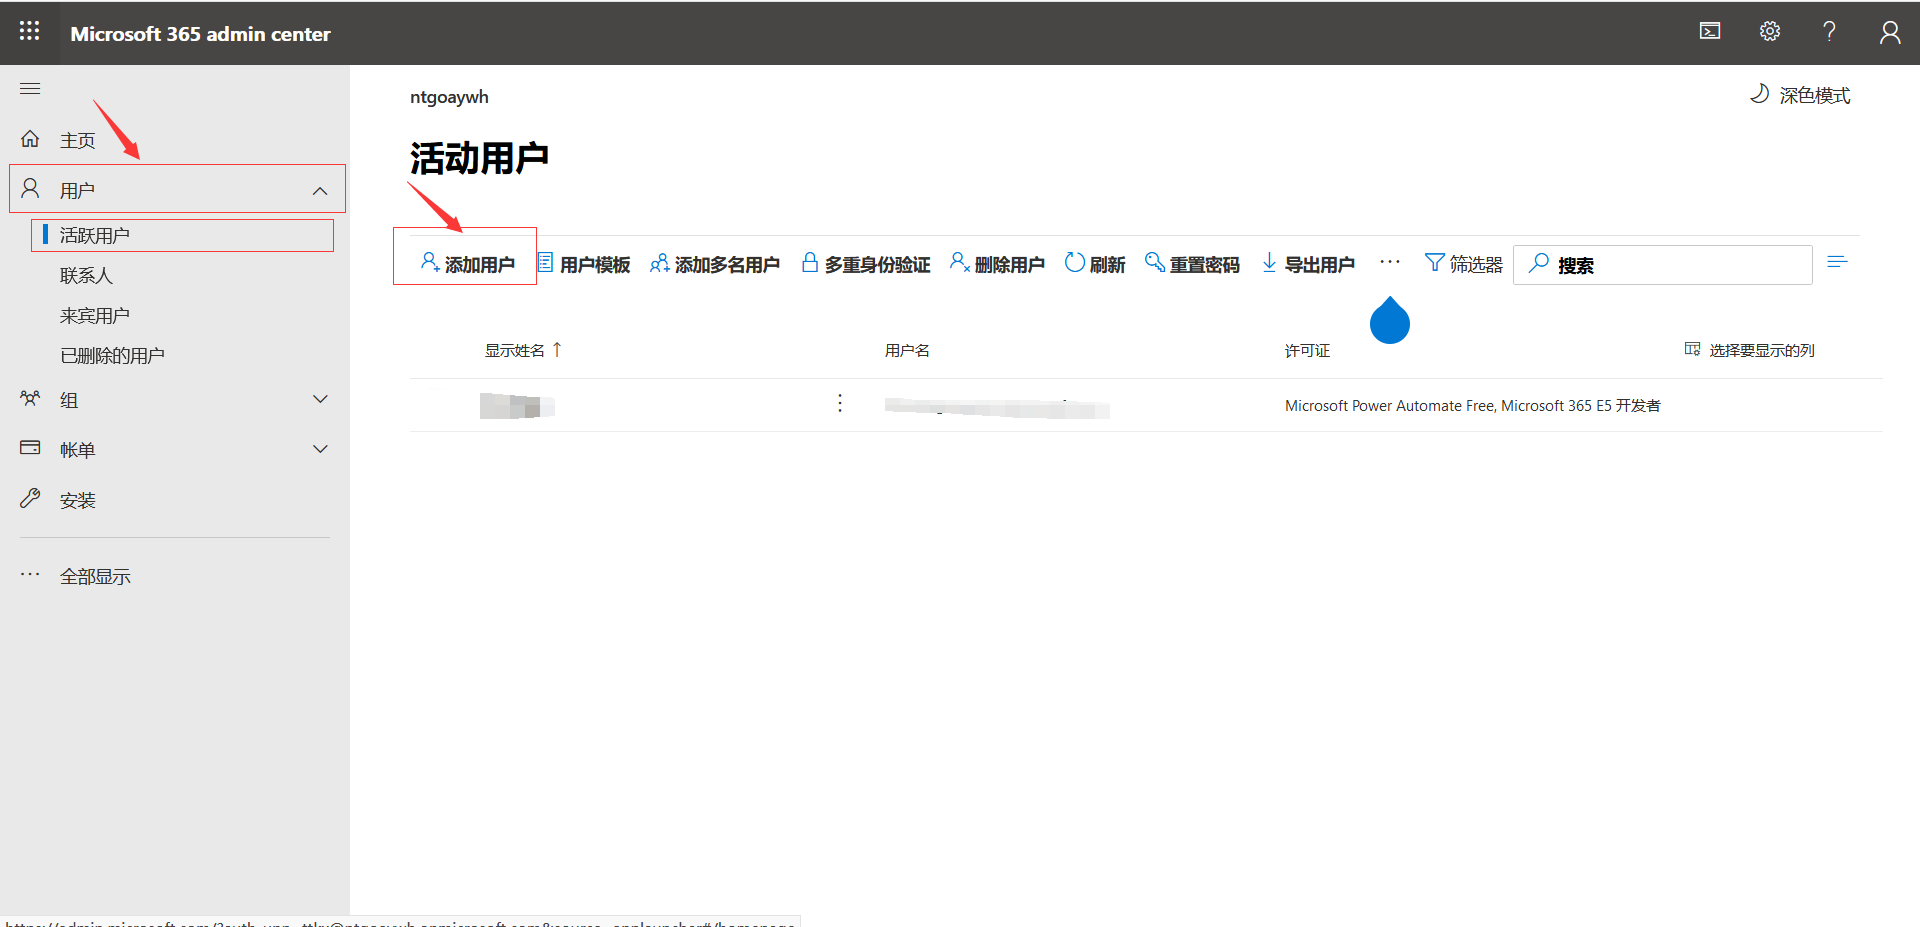 Microsoft 365 admin center
主页
用户
活跃用户
联系人
来宾用户
已删除的用户
组
帐单
安装
全部显示
ntgoaywh
深色模式
活动用户
添加用户 用户模板 添加多名用户 多重身份验证 删除用户 刷新 重置密码 导出用户 筛选器 搜索
显示姓名 ↑ 用户名 许可证 选择要显示的列
Microsoft Power Automate Free, Microsoft 365 E5 开发者